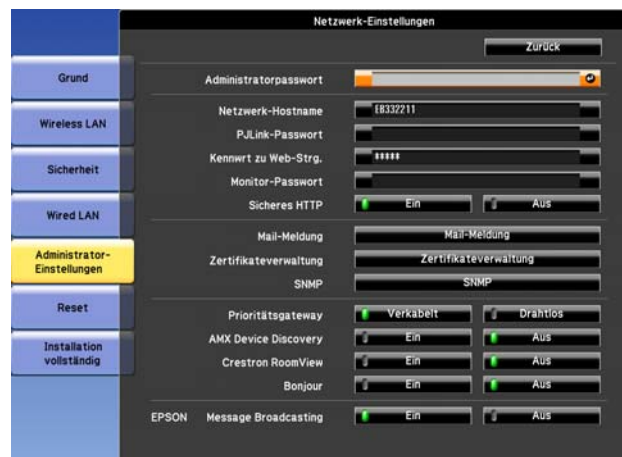 Netzwerk-Einstellungen
Zurück
Grund
Wireless LAN
Sicherheit
Wired LAN
Administrator-
Einstellungen
Reset
Installation
vollständig
Administratorpasswort
Netzwerk-Hostname EB332211
PJLink-Passwort
Kennwrt zu Web-Strg. *****
Monitor-Passwort
Sicheres HTTP Ein Aus
Mail-Meldung Mail-Meldung
Zertifikateverwaltung Zertifikateverwaltung
SNMP SNMP
Prioritätsgateway Verkabelt Drahtlos
AMX Device Discovery Ein Aus
Crestron RoomView Ein Aus
Bonjour Ein Aus
EPSON Message Broadcasting Ein Aus